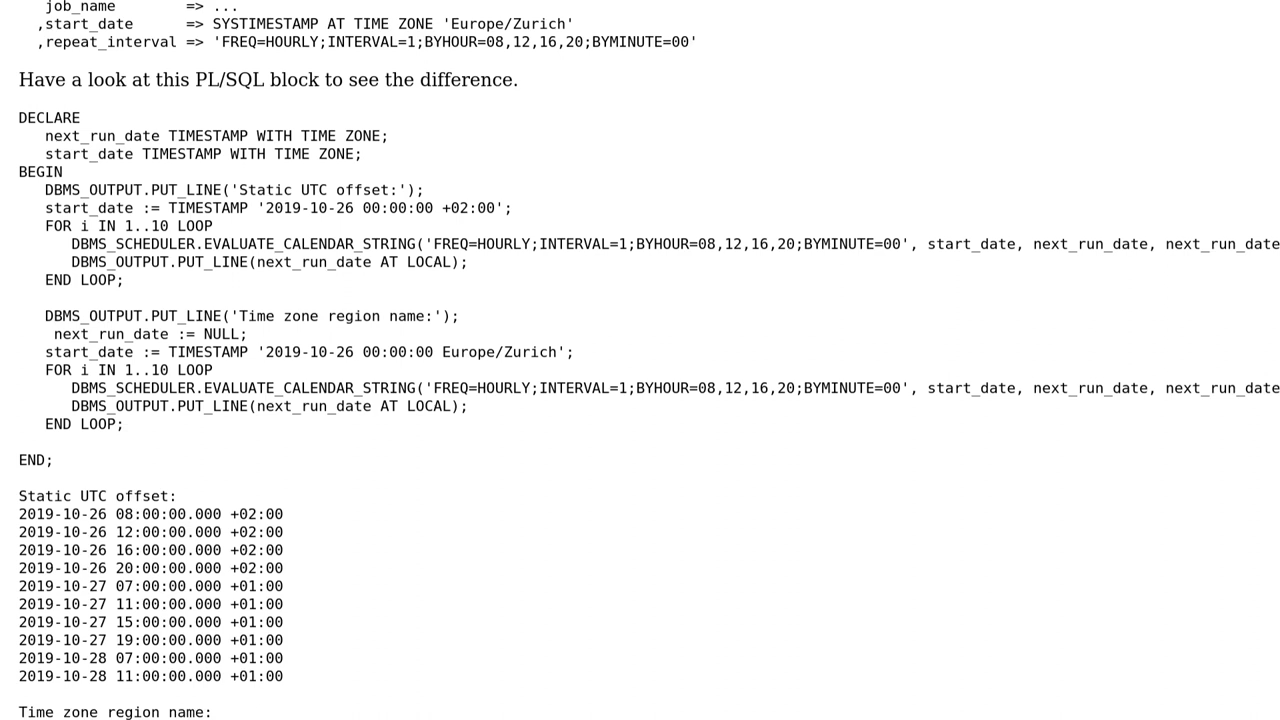 job_name        => ...
,start_date      => SYSTIMESTAMP AT TIME ZONE 'Europe/Zurich'
,repeat_interval => 'FREQ=HOURLY;INTERVAL=1;BYHOUR=08,12,16,20;BYMINUTE=00'
Have a look at this PL/SQL block to see the difference.
DECLARE
   next_run_date TIMESTAMP WITH TIME ZONE;
   start_date TIMESTAMP WITH TIME ZONE;
BEGIN
   DBMS_OUTPUT.PUT_LINE('Static UTC offset:');
   start_date := TIMESTAMP '2019-10-26 00:00:00 +02:00';
   FOR i IN 1..10 LOOP
      DBMS_SCHEDULER.EVALUATE_CALENDAR_STRING('FREQ=HOURLY;INTERVAL=1;BYHOUR=08,12,16,20;BYMINUTE=00', start_date, next_run_date, next_run_date
      DBMS_OUTPUT.PUT_LINE(next_run_date AT LOCAL);
   END LOOP;
   DBMS_OUTPUT.PUT_LINE('Time zone region name:');
    next_run_date := NULL;
   start_date := TIMESTAMP '2019-10-26 00:00:00 Europe/Zurich';
   FOR i IN 1..10 LOOP
      DBMS_SCHEDULER.EVALUATE_CALENDAR_STRING('FREQ=HOURLY;INTERVAL=1;BYHOUR=08,12,16,20;BYMINUTE=00', start_date, next_run_date, next_run_date
      DBMS_OUTPUT.PUT_LINE(next_run_date AT LOCAL);
   END LOOP;
END;
Static UTC offset:
2019-10-26 08:00:00.000 +02:00
2019-10-26 12:00:00.000 +02:00
2019-10-26 16:00:00.000 +02:00
2019-10-26 20:00:00.000 +02:00
2019-10-27 07:00:00.000 +01:00
2019-10-27 11:00:00.000 +01:00
2019-10-27 15:00:00.000 +01:00
2019-10-27 19:00:00.000 +01:00
2019-10-28 07:00:00.000 +01:00
2019-10-28 11:00:00.000 +01:00
Time zone region name: